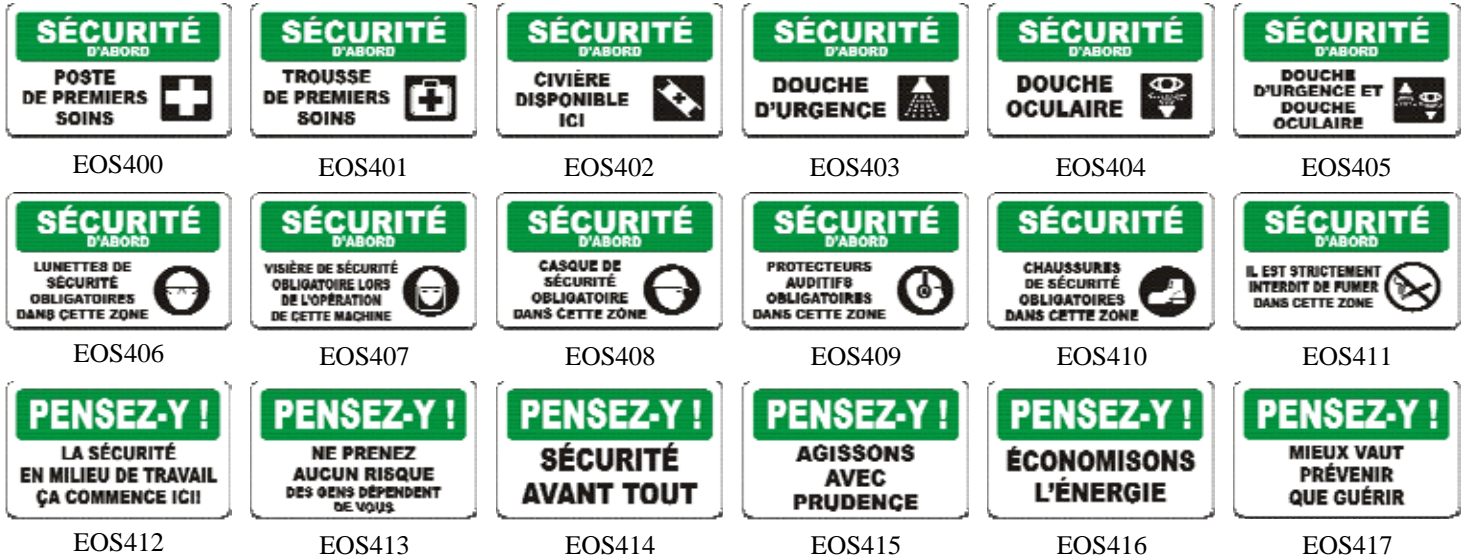 SÉCURITÉ
D'ABORD
POSTE
DE PREMIERS
SOINS
EOS400
SÉCURITÉ
D'ABORD
TROUSSE
DE PREMIERS
SOINS
EOS401
SÉCURITÉ
D'ABORD
CIVIÈRE
DISPONIBLE
ICI
EOS402
SÉCURITÉ
D'ABORD
DOUCHE
D'URGENCE
EOS403
SÉCURITÉ
D'ABORD
DOUCHE
OCULAIRE
EOS404
SÉCURITÉ
D'ABORD
DOUCHE
D'URGENCE ET
DOUCHE
OCULAIRE
EOS405
SÉCURITÉ
D'ABORD
LUNETTES DE
SÉCURITÉ
OBLIGATOIRES
DANS CETTE ZONE
EOS406
SÉCURITÉ
D'ABORD
VISIÈRE DE SÉCURITÉ
OBLIGATOIRE LORS
DE L'OPÉRATION
DE CETTE MACHINE
EOS407
SÉCURITÉ
D'ABORD
CASQUE DE
SÉCURITÉ
OBLIGATOIRE
DANS CETTE ZONE
EOS408
SÉCURITÉ
D'ABORD
PROTECTEURS
AUDITIFS
OBLIGATOIRES
DANS CETTE ZONE
EOS409
SÉCURITÉ
D'ABORD
CHAUSSURES
DE SÉCURITÉ
OBLIGATOIRES
DANS CETTE ZONE
EOS410
SÉCURITÉ
D'ABORD
IL EST STRICTEMENT
INTERDIT DE FUMER
DANS CETTE ZONE
EOS411
PENSEZ-Y !
LA SÉCURITÉ
EN MILIEU DE TRAVAIL
ÇA COMMENCE ICI!
EOS412
PENSEZ-Y !
NE PRENEZ
AUCUN RISQUE
DES GENS DÉPENDENT
DE VOUS
EOS413
PENSEZ-Y !
SÉCURITÉ
AVANT TOUT
EOS414
PENSEZ-Y !
AGISSONS
AVEC
PRUDENCE
EOS415
PENSEZ-Y !
ÉCONOMISONS
L'ÉNERGIE
EOS416
PENSEZ-Y !
MIEUX VAUT
PRÉVENIR
QUE GUÉRIR
EOS417